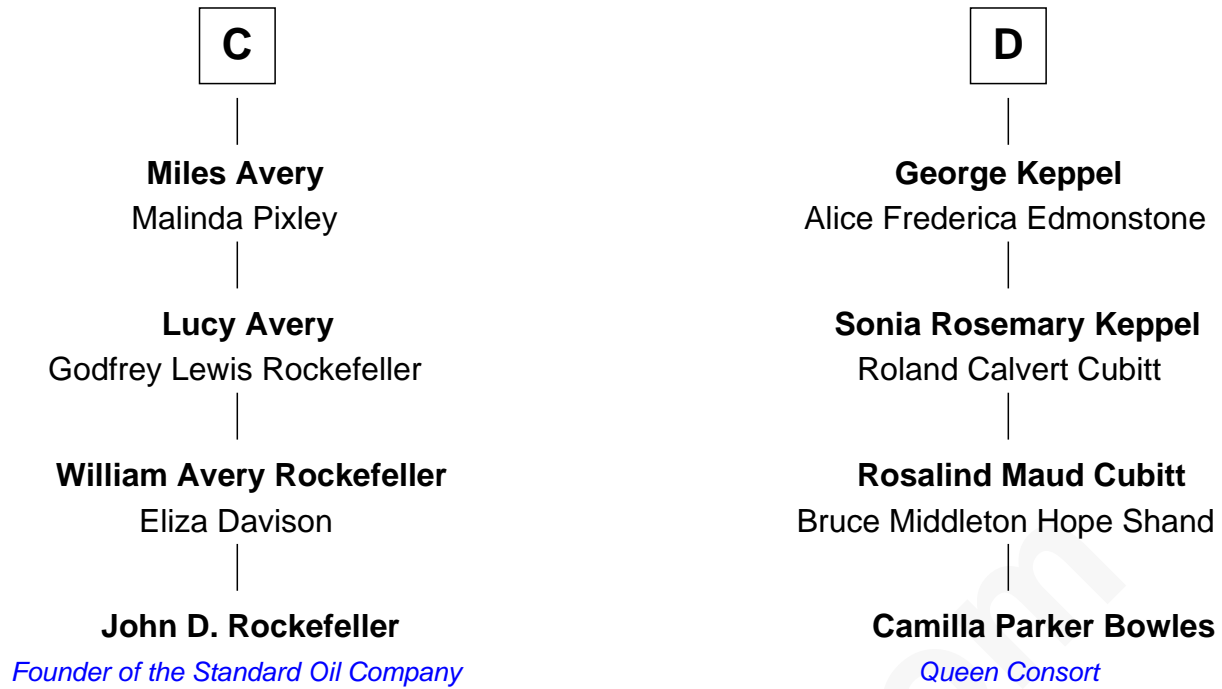 C
Miles Avery
Malinda Pixley
Lucy Avery
Godfrey Lewis Rockefeller
William Avery Rockefeller
Eliza Davison
John D. Rockefeller
Founder of the Standard Oil Company
D
George Keppel
Alice Frederica Edmonstone
Sonia Rosemary Keppel
Roland Calvert Cubitt
Rosalind Maud Cubitt
Bruce Middleton Hope Shand
Camilla Parker Bowles
Queen Consort